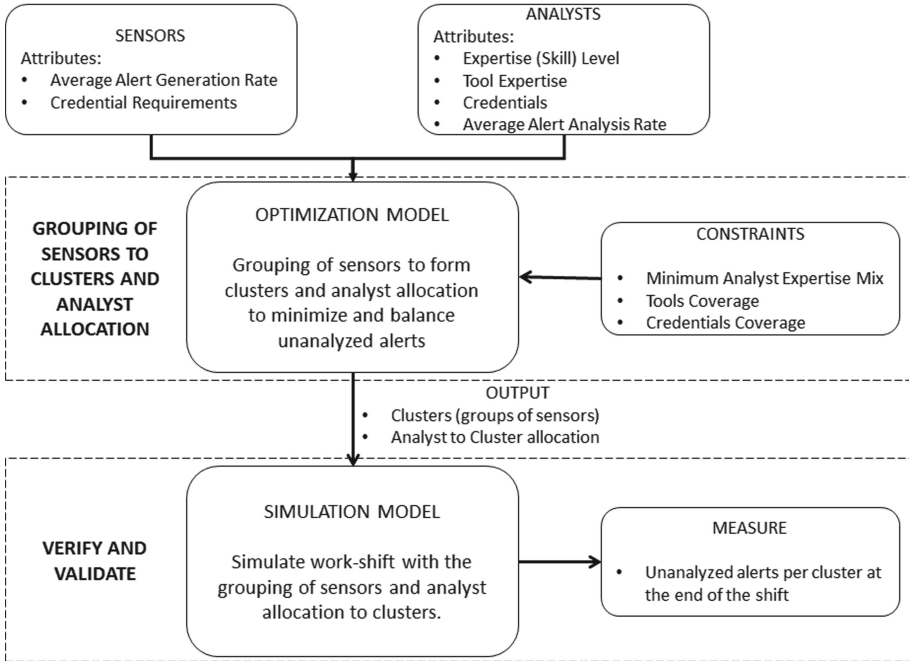 SENSORS
Attributes:
• Average Alert Generation Rate
• Credential Requirements
ANALYSTS
Attributes:
• Expertise (Skill) Level
• Tool Expertise
• Credentials
• Average Alert Analysis Rate
GROUPING OF
SENSORS TO
CLUSTERS AND
ANALYST
ALLOCATION
OPTIMIZATION MODEL
Grouping of sensors to form
clusters and analyst allocation
to minimize and balance
unanalyzed alerts
CONSTRAINTS
• Minimum Analyst Expertise Mix
• Tools Coverage
• Credentials Coverage
OUTPUT
• Clusters (groups of sensors)
• Analyst to Cluster allocation
VERIFY AND
VALIDATE
SIMULATION MODEL
Simulate work-shift with the
grouping of sensors and analyst
allocation to clusters.
MEASURE
• Unanalyzed alerts per cluster at
the end of the shift